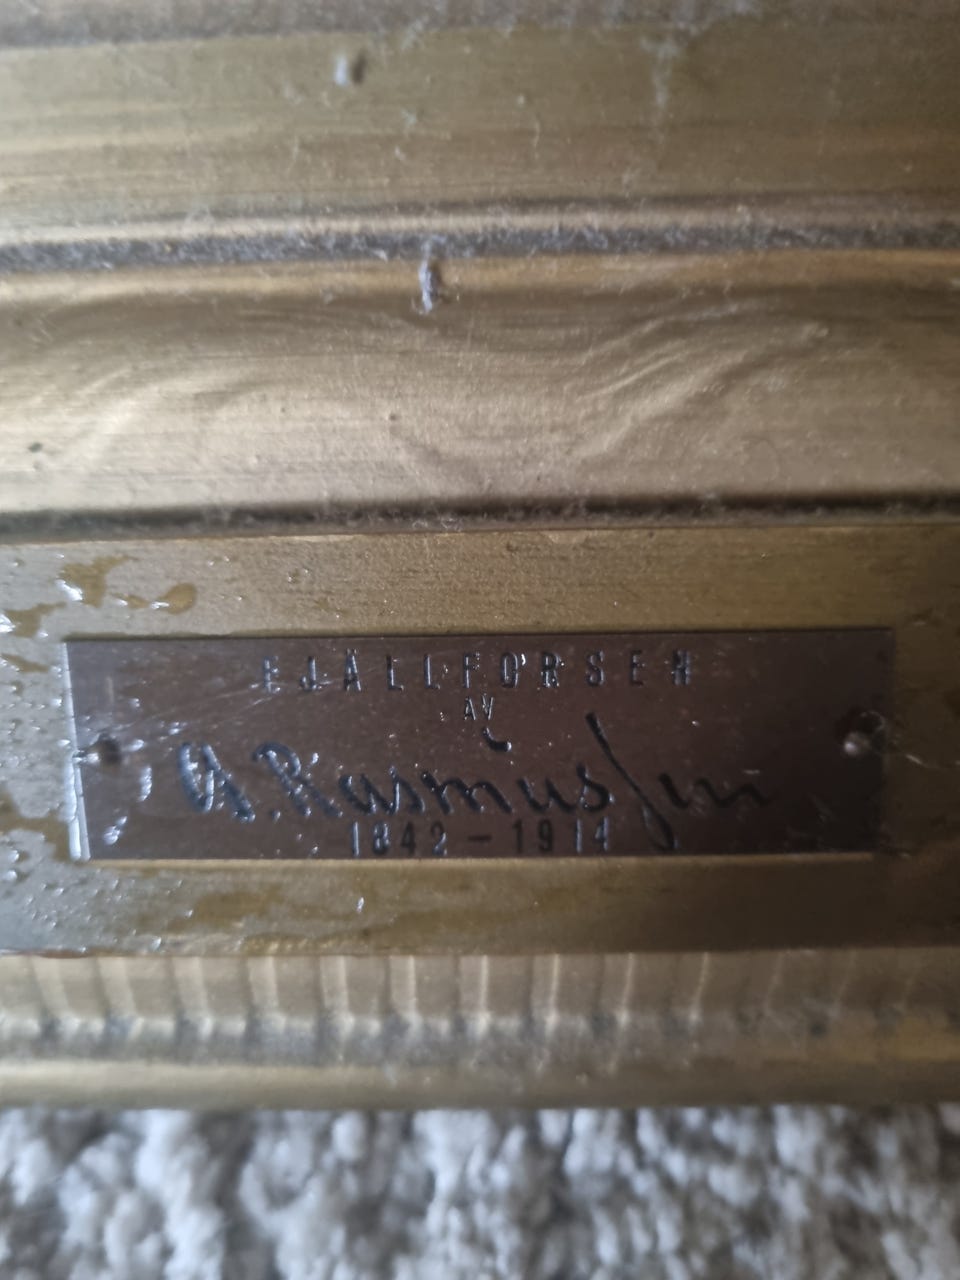 FJÄLLFORSEN
AV
G. Rasmussen
1842 – 1914